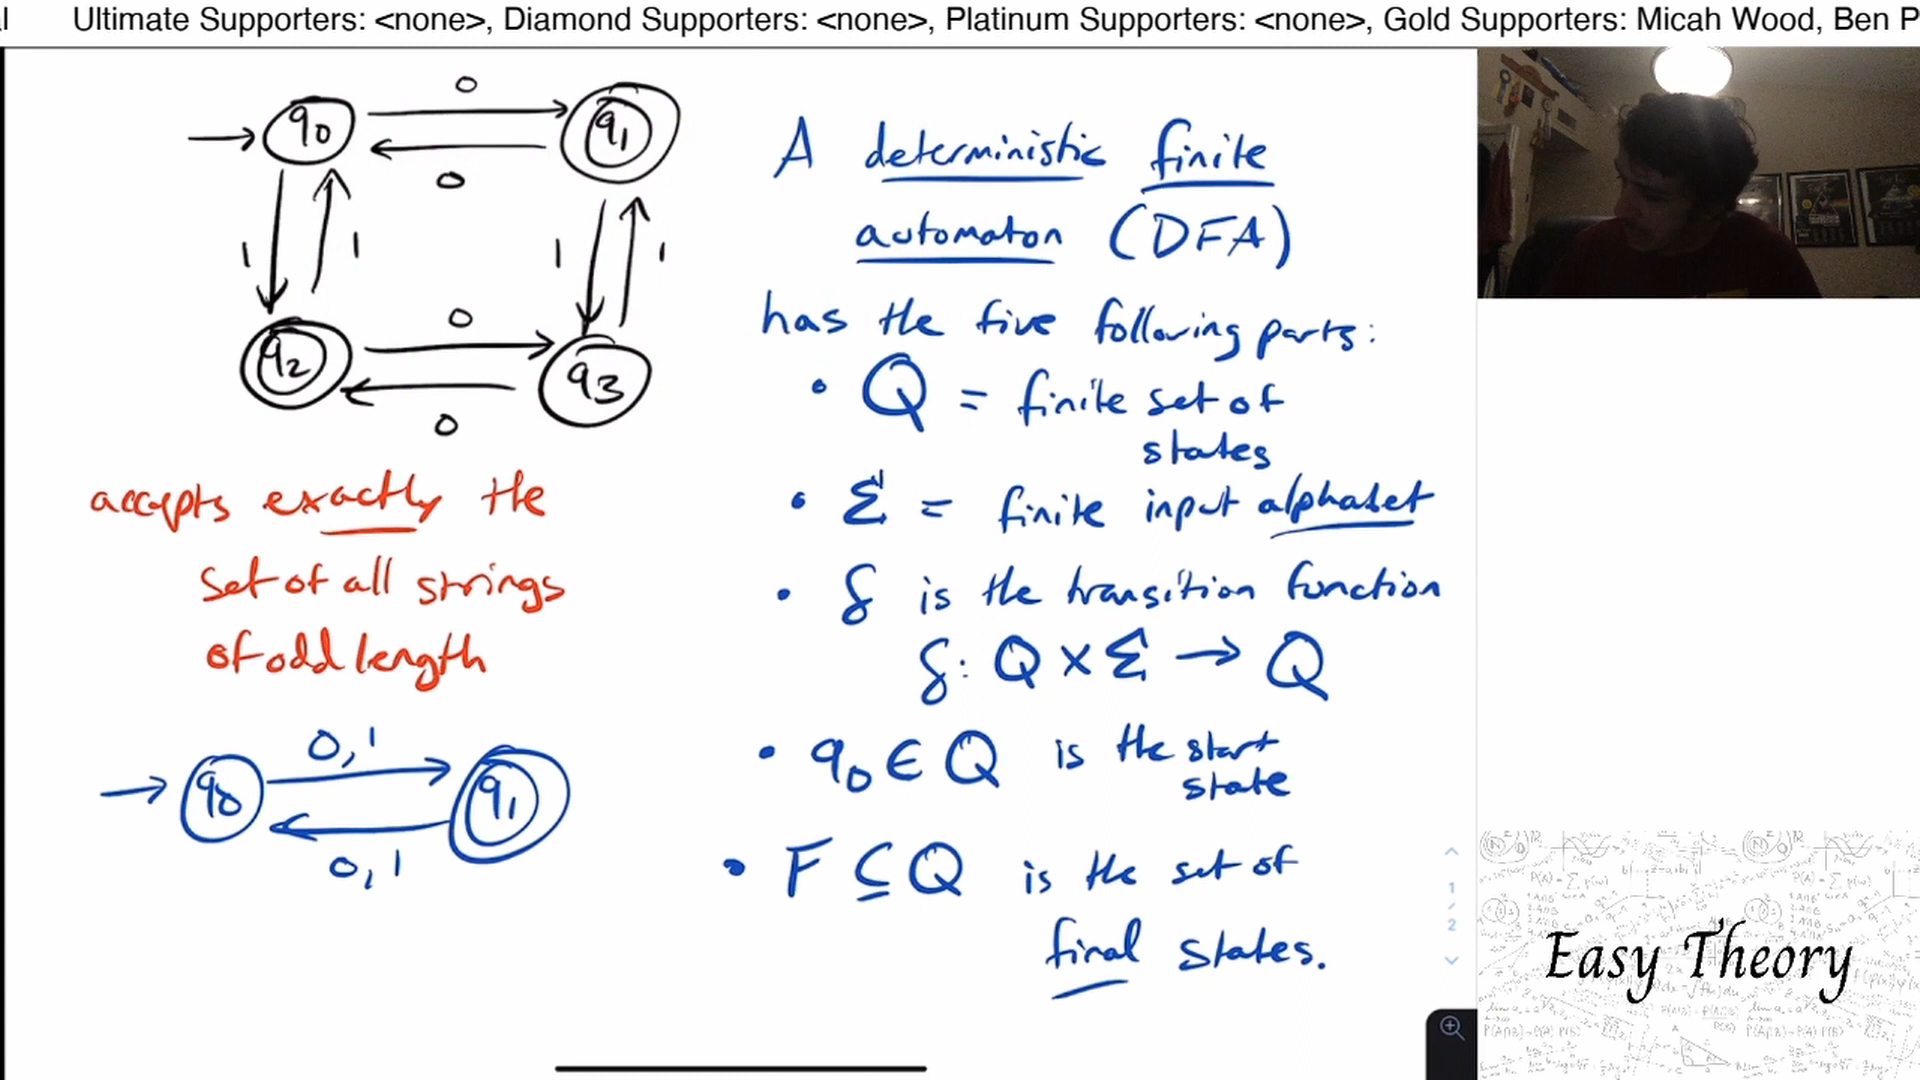 Ultimate Supporters: <none>, Diamond Supporters: <none>, Platinum Supporters: <none>, Gold Supporters: Micah Wood, Ben P
0
q0 q1
0
1 1 1 1
0
q2 q3
0
accepts exactly the
set of all strings
of odd length
0,1
q0 q1
0,1
A deterministic finite
automaton (DFA)
has the five following parts:
• Q = finite set of
states
• Σ = finite input alphabet
• δ is the transition function
δ: Q × Σ → Q
• q0 ∈ Q is the start
state
• F ⊆ Q is the set of
final states.
1
2
Easy Theory